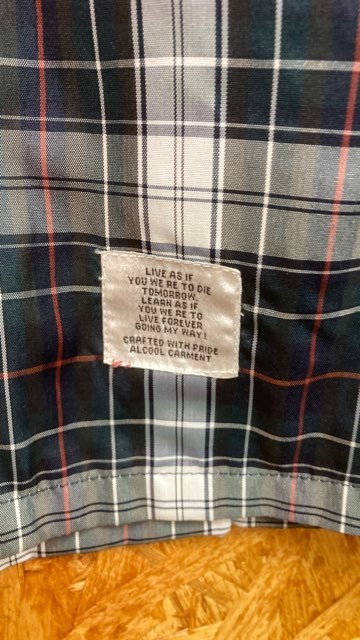 LIVE AS IF
YOU WE RE TO DIE
TOMORROW.
LEARN AS IF
YOU WE RE TO
LIVE FOREVER
GOING MY WAY!
CRAFTED WITH PRIDE
ALCOOL GARMENT